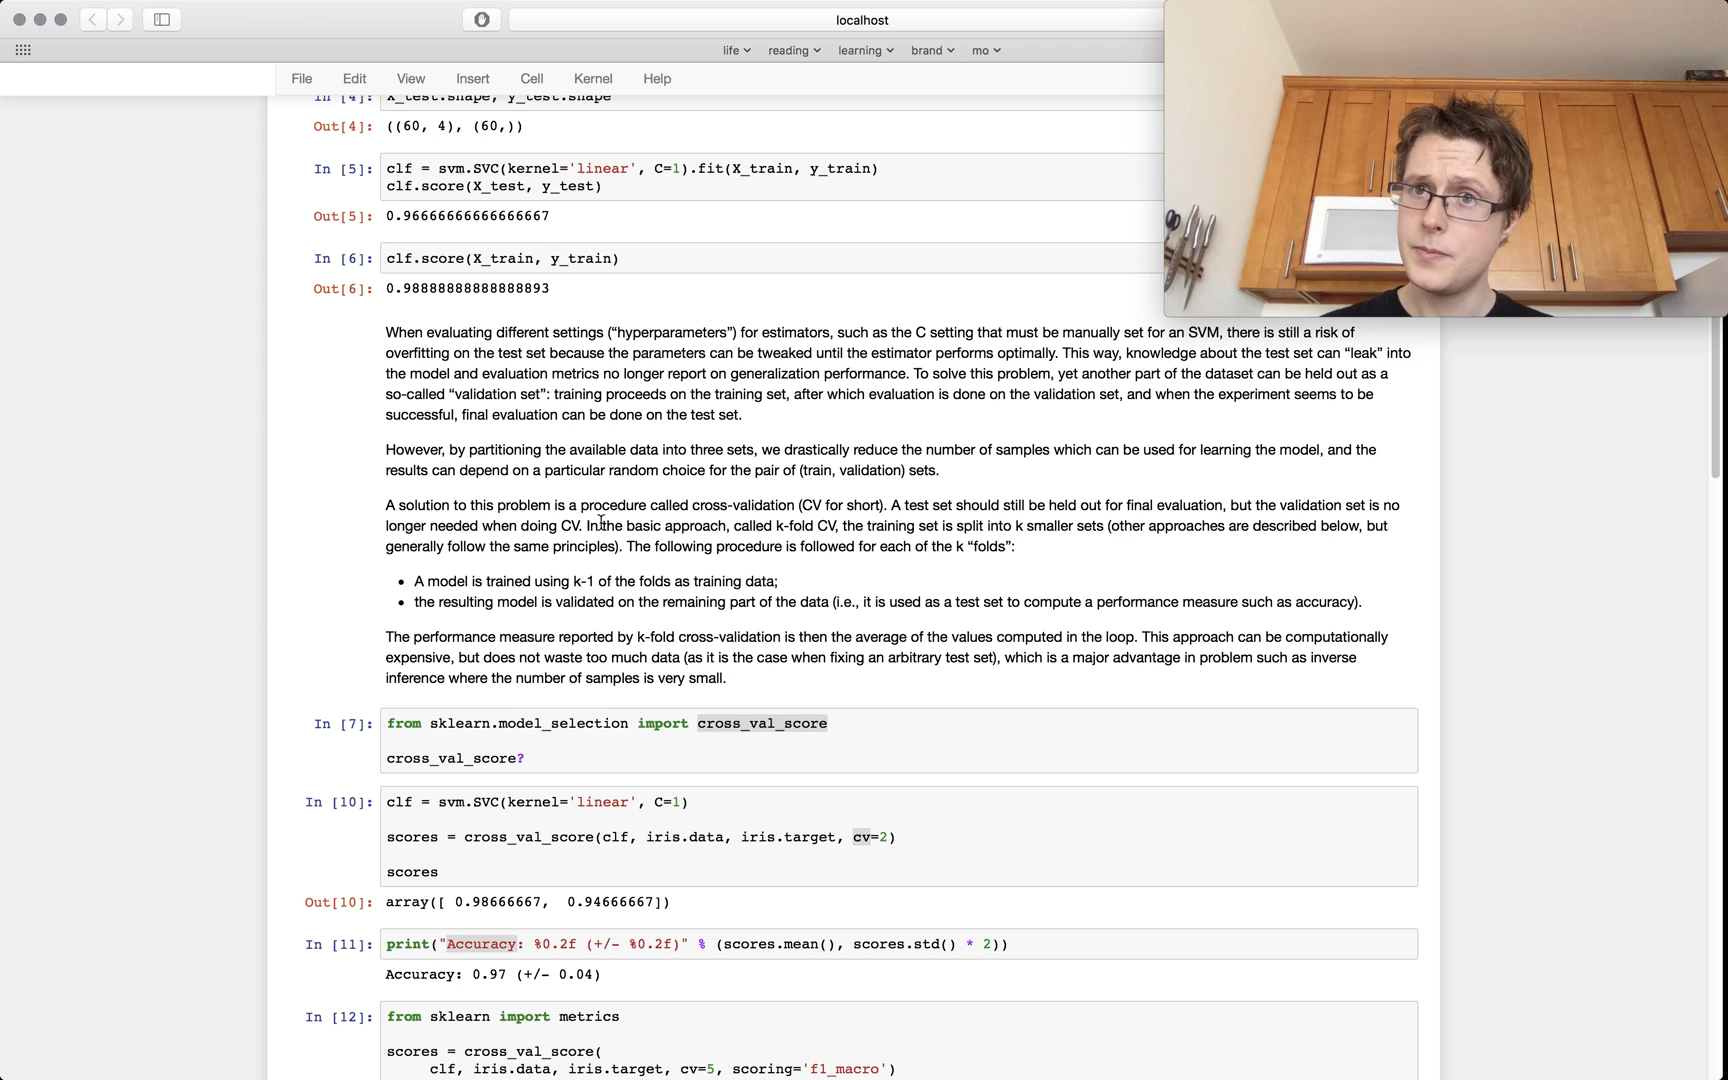 localhost
life reading learning brand mo
File Edit View Insert Cell Kernel Help
In [4]: X_test.shape, y_test.shape
Out[4]: ((60, 4), (60,))
In [5]: clf = svm.SVC(kernel='linear', C=1).fit(X_train, y_train)
clf.score(X_test, y_test)
Out[5]: 0.96666666666666667
In [6]: clf.score(X_train, y_train)
Out[6]: 0.98888888888888893
When evaluating different settings (“hyperparameters”) for estimators, such as the C setting that must be manually set for an SVM, there is still a risk of
overfitting on the test set because the parameters can be tweaked until the estimator performs optimally. This way, knowledge about the test set can “leak” into
the model and evaluation metrics no longer report on generalization performance. To solve this problem, yet another part of the dataset can be held out as a
so-called “validation set”: training proceeds on the training set, after which evaluation is done on the validation set, and when the experiment seems to be
successful, final evaluation can be done on the test set.
However, by partitioning the available data into three sets, we drastically reduce the number of samples which can be used for learning the model, and the
results can depend on a particular random choice for the pair of (train, validation) sets.
A solution to this problem is a procedure called cross-validation (CV for short). A test set should still be held out for final evaluation, but the validation set is no
longer needed when doing CV. In the basic approach, called k-fold CV, the training set is split into k smaller sets (other approaches are described below, but
generally follow the same principles). The following procedure is followed for each of the k “folds”:
• A model is trained using k-1 of the folds as training data;
• the resulting model is validated on the remaining part of the data (i.e., it is used as a test set to compute a performance measure such as accuracy).
The performance measure reported by k-fold cross-validation is then the average of the values computed in the loop. This approach can be computationally
expensive, but does not waste too much data (as it is the case when fixing an arbitrary test set), which is a major advantage in problem such as inverse
inference where the number of samples is very small.
In [7]: from sklearn.model_selection import cross_val_score
cross_val_score?
In [10]: clf = svm.SVC(kernel='linear', C=1)
scores = cross_val_score(clf, iris.data, iris.target, cv=2)
scores
Out[10]: array([ 0.98666667, 0.94666667])
In [11]: print("Accuracy: %0.2f (+/- %0.2f)" % (scores.mean(), scores.std() * 2))
Accuracy: 0.97 (+/- 0.04)
In [12]: from sklearn import metrics
scores = cross_val_score(
clf, iris.data, iris.target, cv=5, scoring='f1_macro')